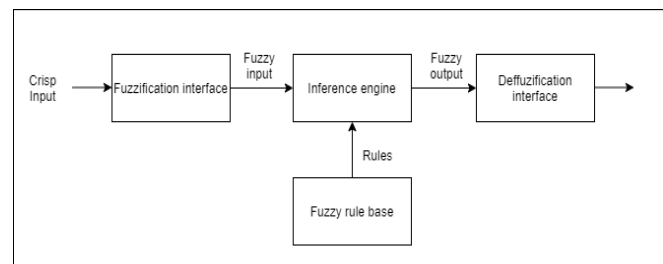 Crisp
Input
Fuzzification interface
Fuzzy
input
Inference engine
Fuzzy
output
Deffuzification
interface
Rules
Fuzzy rule base